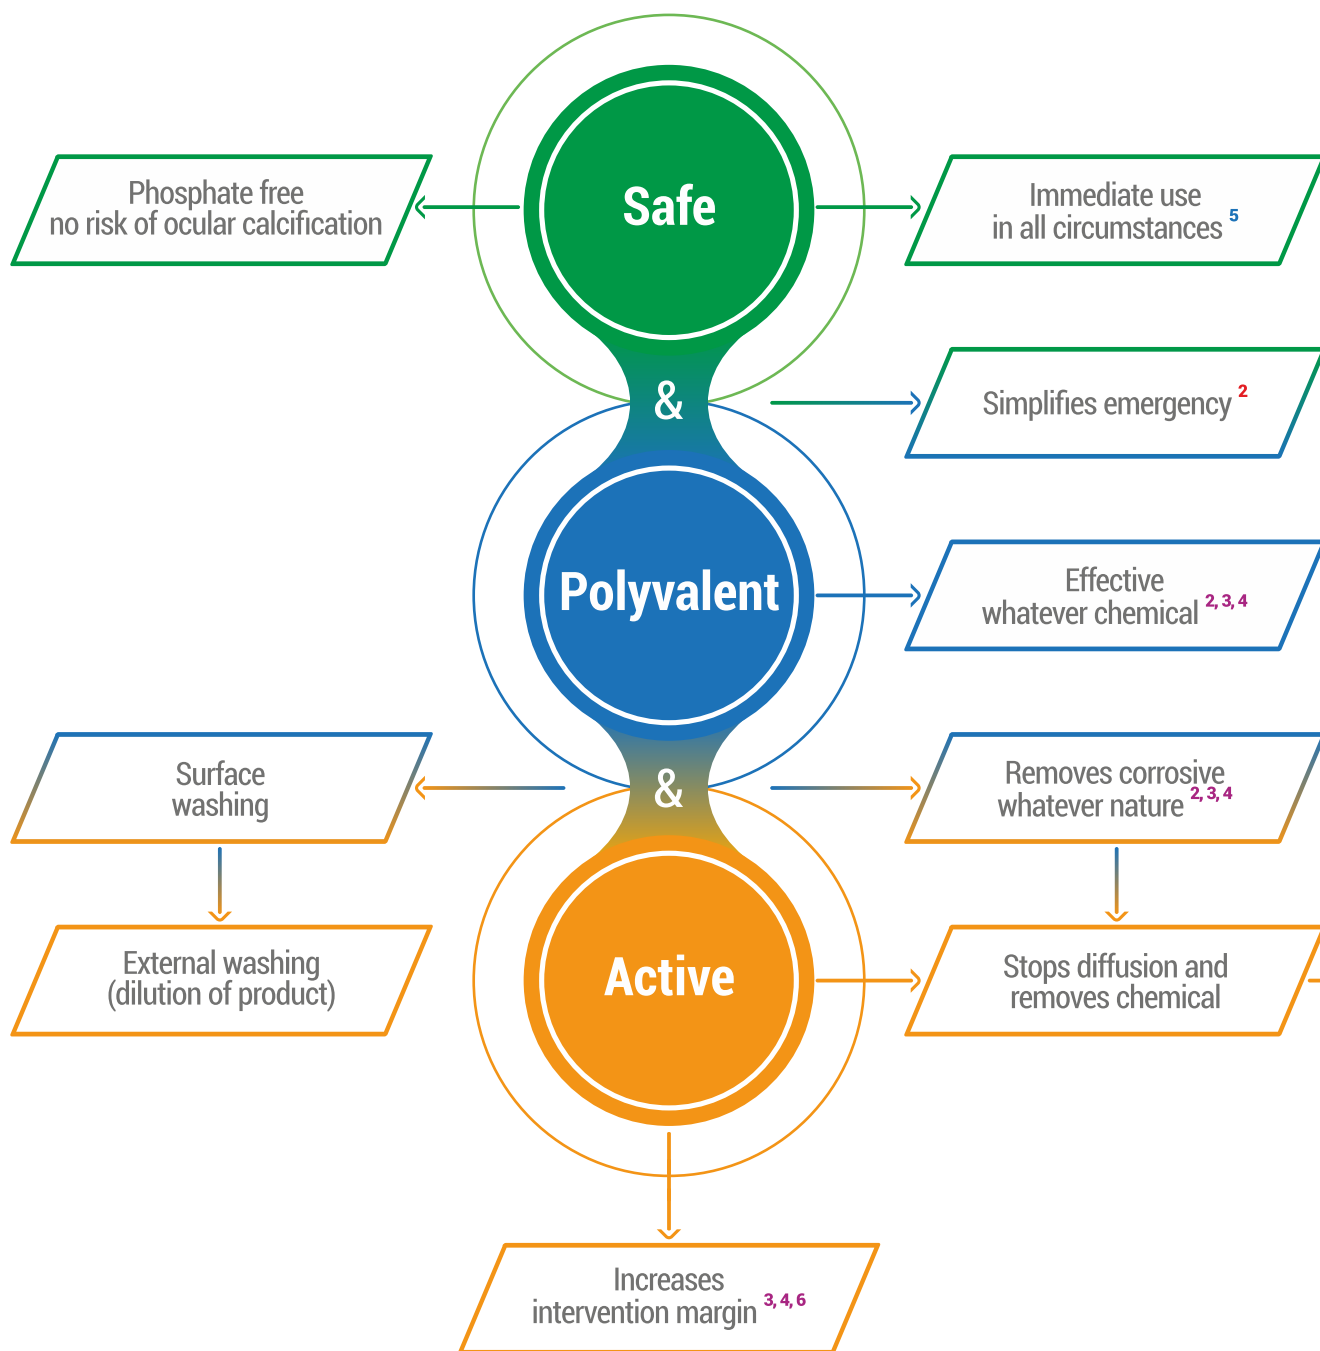 Safe
Phosphate free
no risk of ocular calcification
Immediate use
in all circumstances 5
&
Simplifies emergency 2
Polyvalent
Effective
whatever chemical 2, 3, 4
Surface
washing
&
Removes corrosive
whatever nature 2, 3, 4
External washing
(dilution of product)
Active
Stops diffusion and
removes chemical
Increases
intervention margin 3, 4, 6